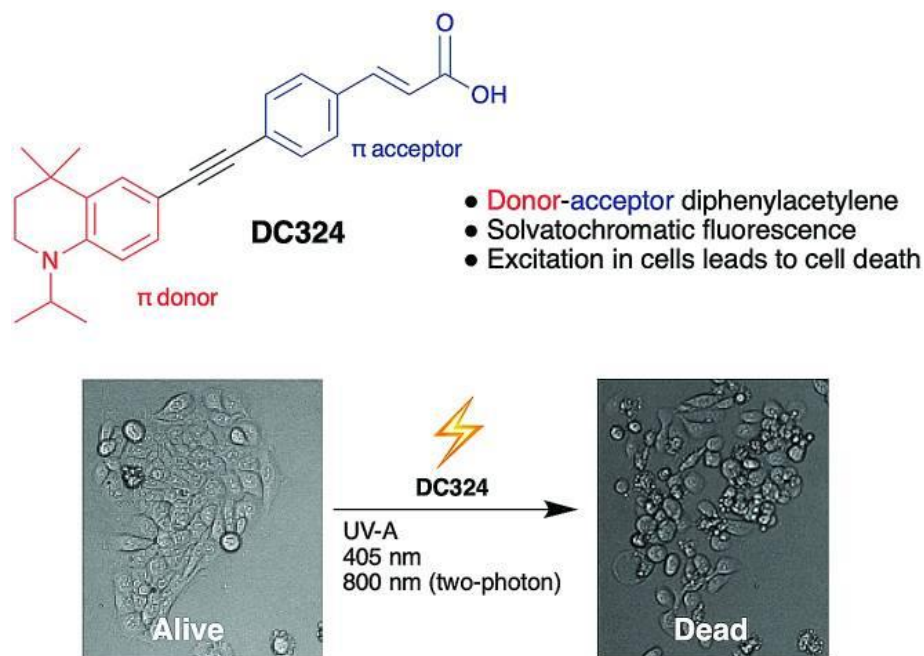 O
OH
π acceptor
N
π donor
DC324
● Donor-acceptor diphenylacetylene
● Solvatochromatic fluorescence
● Excitation in cells leads to cell death
DC324
UV-A
405 nm
800 nm (two-photon)
Alive
Dead